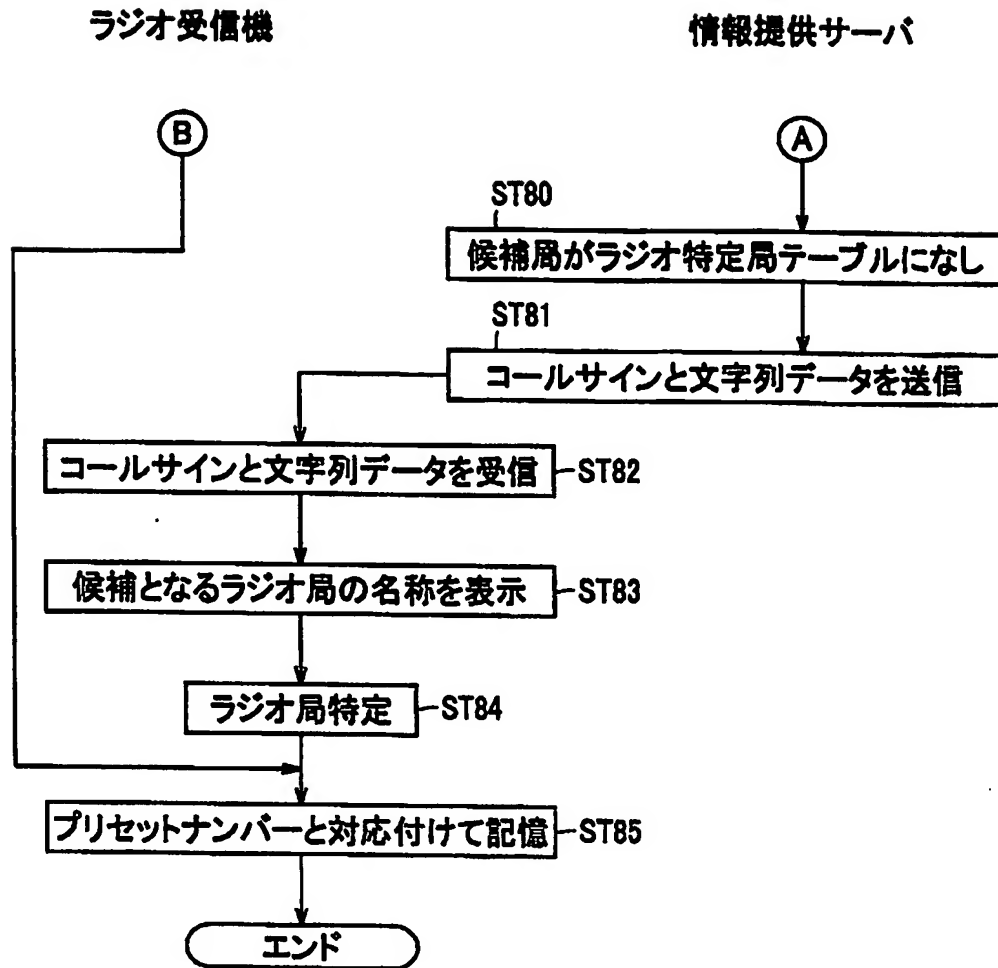 ラジオ受信機
情報提供サーバ
B
A
ST80
候補局がラジオ特定局テーブルになし
ST81
コールサインと文字列データを送信
コールサインと文字列データを受信
ST82
候補となるラジオ局の名称を表示
ST83
ラジオ局特定
ST84
プリセットナンバーと対応付けて記憶
ST85
エンド